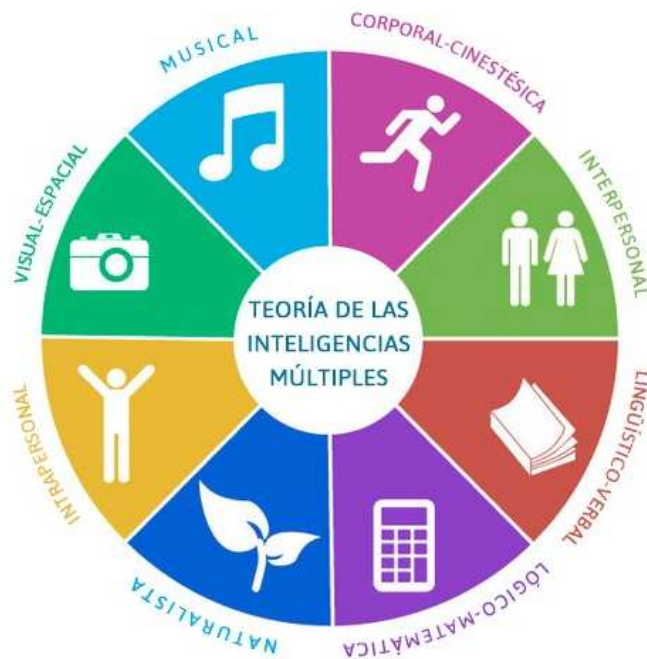 MUSICAL
CORPORAL-CINESTÉSICA
INTERPERSONAL
LINGÜÍSTICO-VERBAL
LÓGICO-MATEMÁTICA
NATURALISTA
INTRAPERSONAL
VISUAL-ESPACIAL
TEORÍA DE LAS
INTELIGENCIAS
MÚLTIPLES